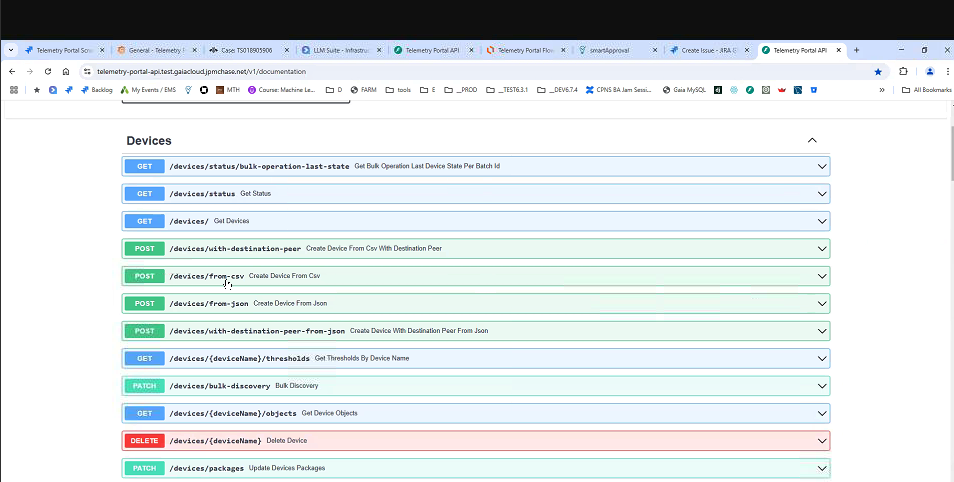 Telemetry Portal Scr
General - Telemetry F
Case: TS018905906
LLM Suite - Infrastruc
Telemetry Portal API
Telemetry Portal Flow
smartApproval
Create Issue - JIRA
Telemetry Portal API
telemetry-portal-api.test.gaiacloud.jpmchase.net/v1/documentation
Backlog
My Events / EMS
MTH
Course: Machine Le...
D
FARM
tools
E
__PROD
__TEST6.3.1
__DEV6.7.4
CPNS BA Jam Sessi...
Gaia MySQL
All Bookmarks
Devices
GET /devices/status/bulk-operation-last-state Get Bulk Operation Last Device State Per Batch Id
GET /devices/status Get Status
GET /devices/ Get Devices
POST /devices/with-destination-peer Create Device From Csv With Destination Peer
POST /devices/from-csv Create Device From Csv
POST /devices/from-json Create Device From Json
POST /devices/with-destination-peer-from-json Create Device With Destination Peer From Json
GET /devices/{deviceName}/thresholds Get Thresholds By Device Name
PATCH /devices/bulk-discovery Bulk Discovery
GET /devices/{deviceName}/objects Get Device Objects
DELETE /devices/{deviceName} Delete Device
PATCH /devices/packages Update Devices Packages